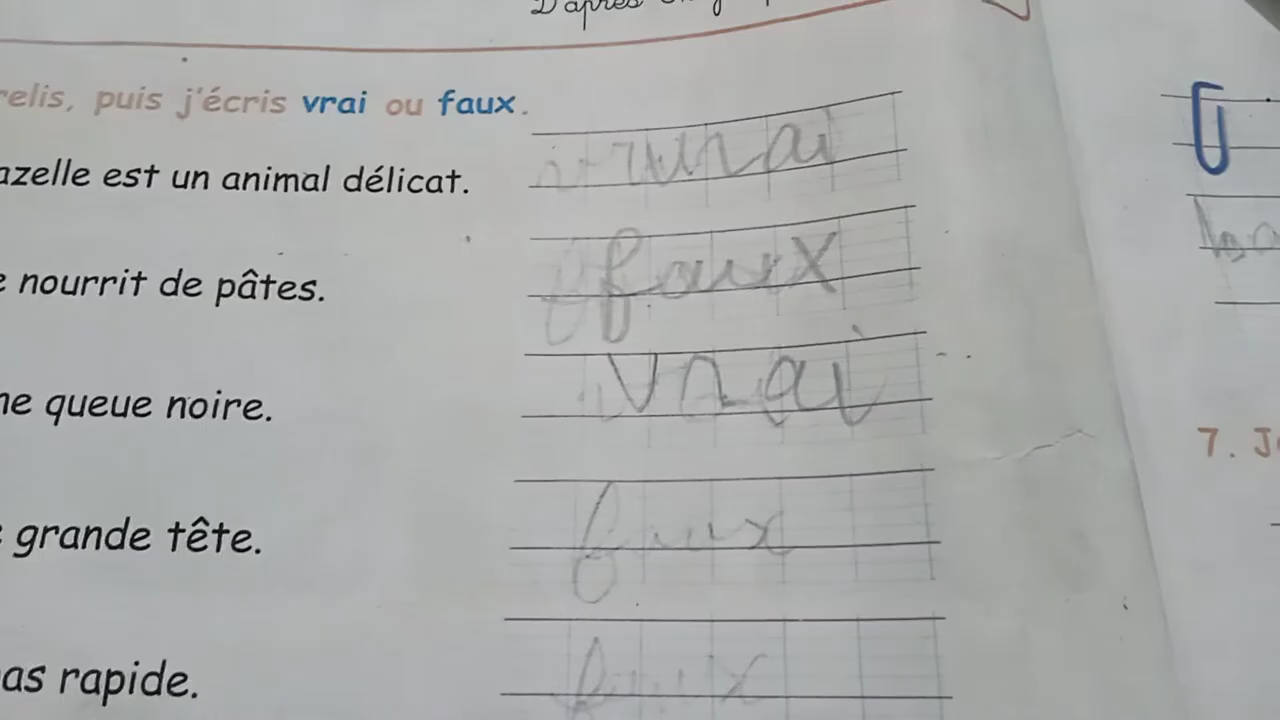 D'après
relis, puis j'écris vrai ou faux.
azelle est un animal délicat.
e nourrit de pâtes.
faux
ne queue noire.
vrai
grande tête.
faux
as rapide.
faux
7. J